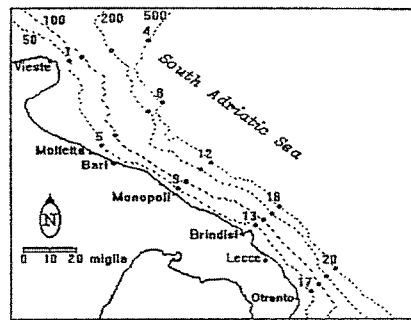 500
200
100
50
4
1
Vieste
South Adriatic Sea
8
5
Molfetta
Bari
12
9
Monopoli
16
13
Brindisi
N
Lecce
20
0 10 20 miglia
17
Otranto